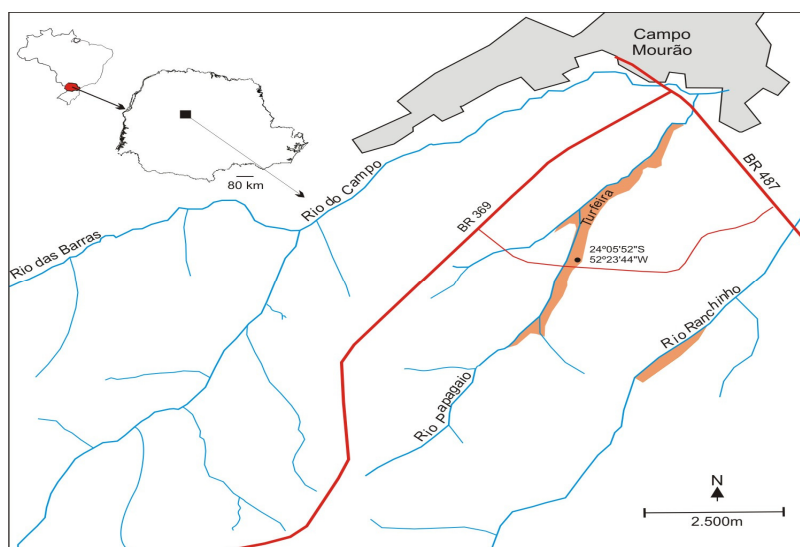 Campo
Mourão
80 km
Rio do Campo
Rio das Barras
BR 369
BR 487
Turfeira
24°05'52"S
52°23'44"W
Rio Ranchinho
Rio Papagaio
N
2.500m